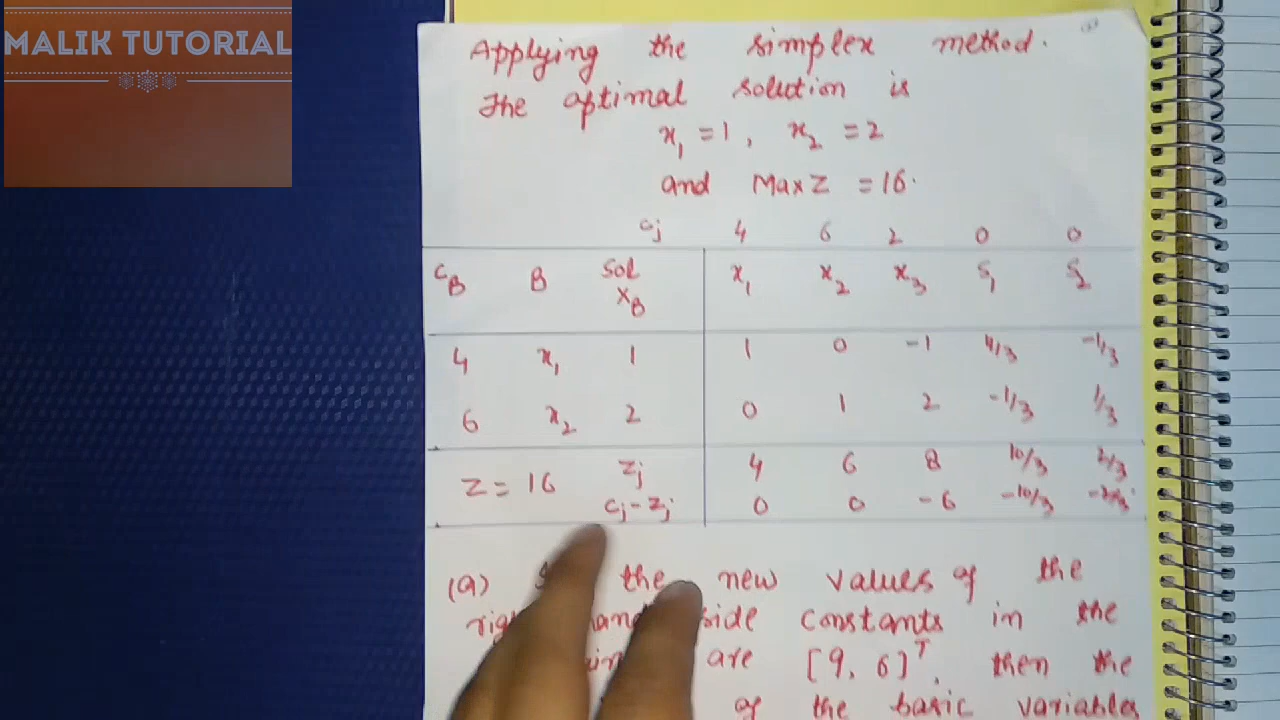 MALIK TUTORIAL
Applying the simplex method.
The optimal solution is
x₁ = 1, x₂ = 2
and Max Z = 16.
cj 4 6 2 0 0
CB B Sol XB x₁ x₂ x₃ S₁ S₂
4 x₁ 1 1 0 -1 4/3 -1/3
6 x₂ 2 0 1 2 -1/3 1/3
Z = 16 Zj 4 6 8 10/3 2/3
cj - Zj 0 0 -6 -10/3 -2/3
(a) the new values of the
side constants in the
are [9, 6]ᵀ, then the
of the basic variables